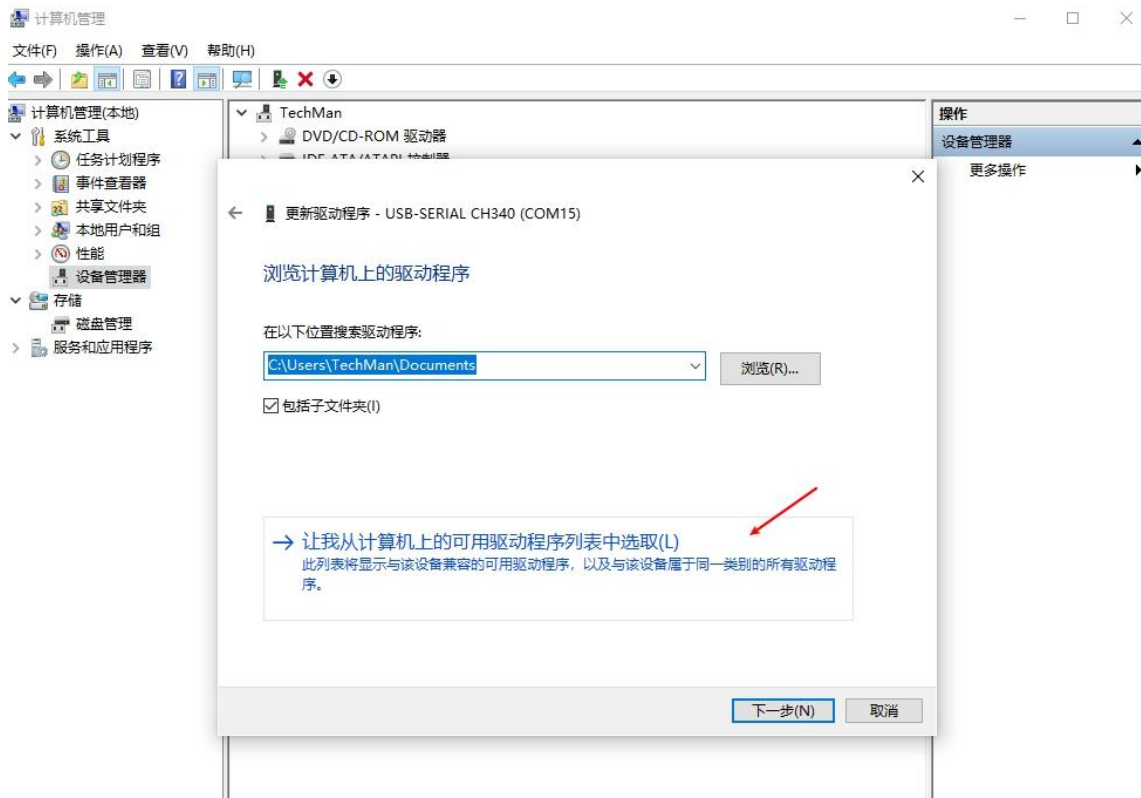 计算机管理
文件(F) 操作(A) 查看(V) 帮助(H)
计算机管理(本地)
系统工具
任务计划程序
事件查看器
共享文件夹
本地用户和组
性能
设备管理器
存储
磁盘管理
服务和应用程序
TechMan
DVD/CD-ROM 驱动器
IDE ATA/ATAPI 控制器
操作
设备管理器
更多操作
更新驱动程序 - USB-SERIAL CH340 (COM15)
浏览计算机上的驱动程序
在以下位置搜索驱动程序:
C:\Users\TechMan\Documents
浏览(R)...
包括子文件夹(I)
让我从计算机上的可用驱动程序列表中选取(L)
此列表将显示与该设备兼容的可用驱动程序，以及与该设备属于同一类别的所有驱动程
序。
下一步(N)
取消